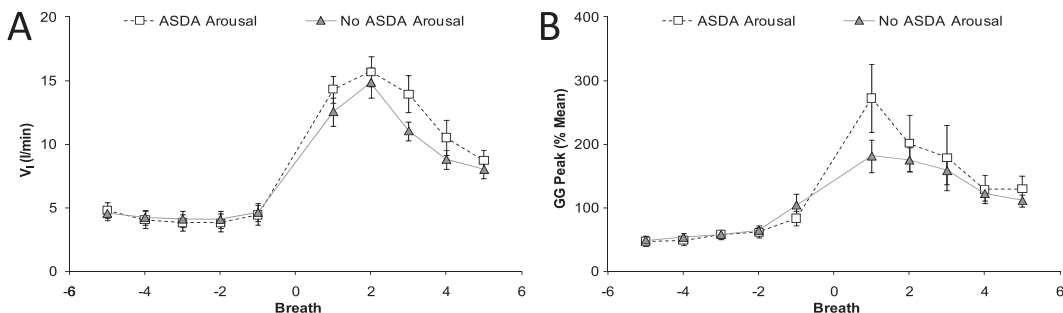 A
ASDA Arousal
No ASDA Arousal
20
15
10
5
0
V_I (l/min)
-6
-4
-2
0
2
4
6
Breath
B
ASDA Arousal
No ASDA Arousal
400
300
200
100
0
GG Peak (% Mean)
-6
-4
-2
0
2
4
6
Breath